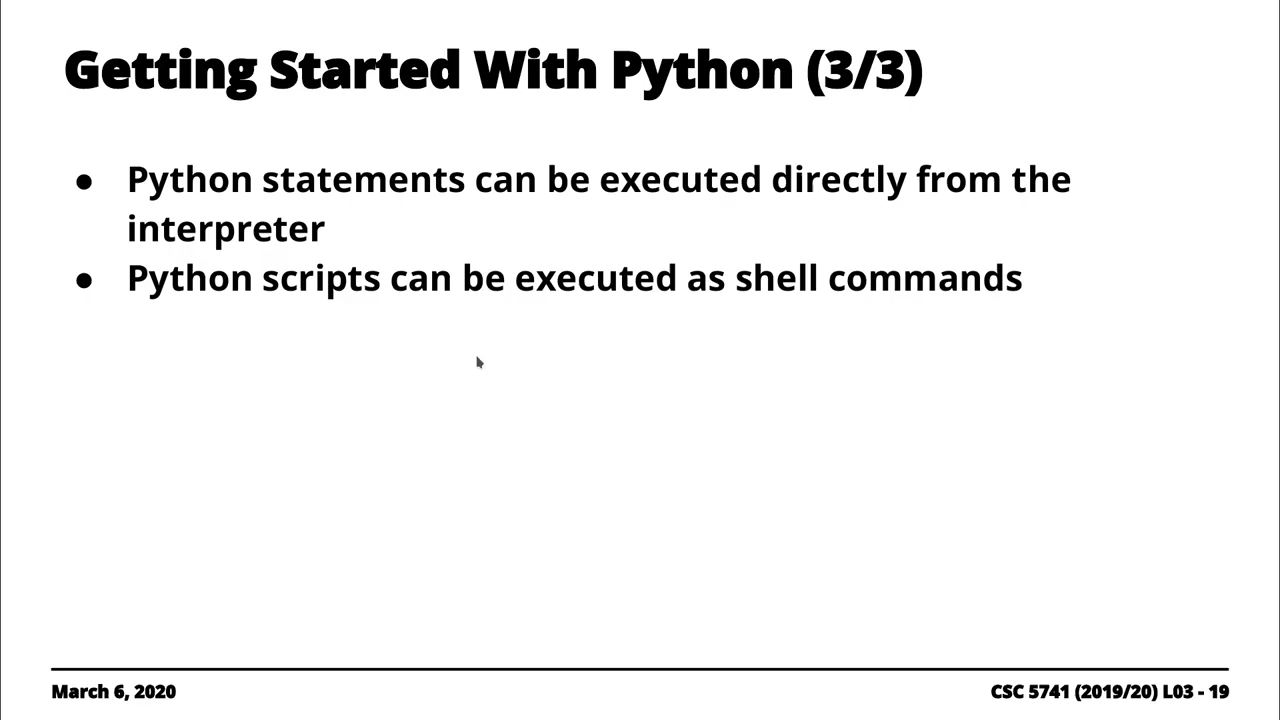 Getting Started With Python (3/3)
● Python statements can be executed directly from the
interpreter
● Python scripts can be executed as shell commands
March 6, 2020
CSC 5741 (2019/20) L03 - 19